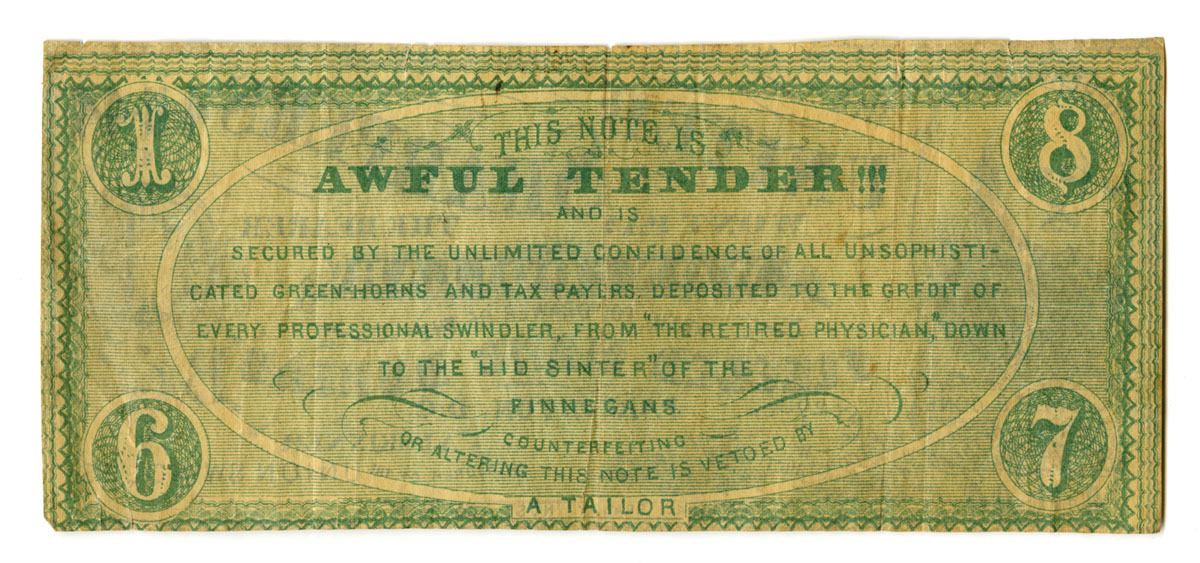 1
8
THIS NOTE IS
AWFUL TENDER!!!
AND IS
SECURED BY THE UNLIMITED CONFIDENCE OF ALL UNSOPHISTI-
CATED GREEN-HORNS AND TAX PAYERS, DEPOSITED TO THE CREDIT OF
EVERY PROFESSIONAL SWINDLER, FROM "THE RETIRED PHYSICIAN," DOWN
TO THE "HID SINTER" OF THE
FINNEGANS.
COUNTERFEITING
OR ALTERING THIS NOTE IS VETOED BY
A TAILOR
6
7